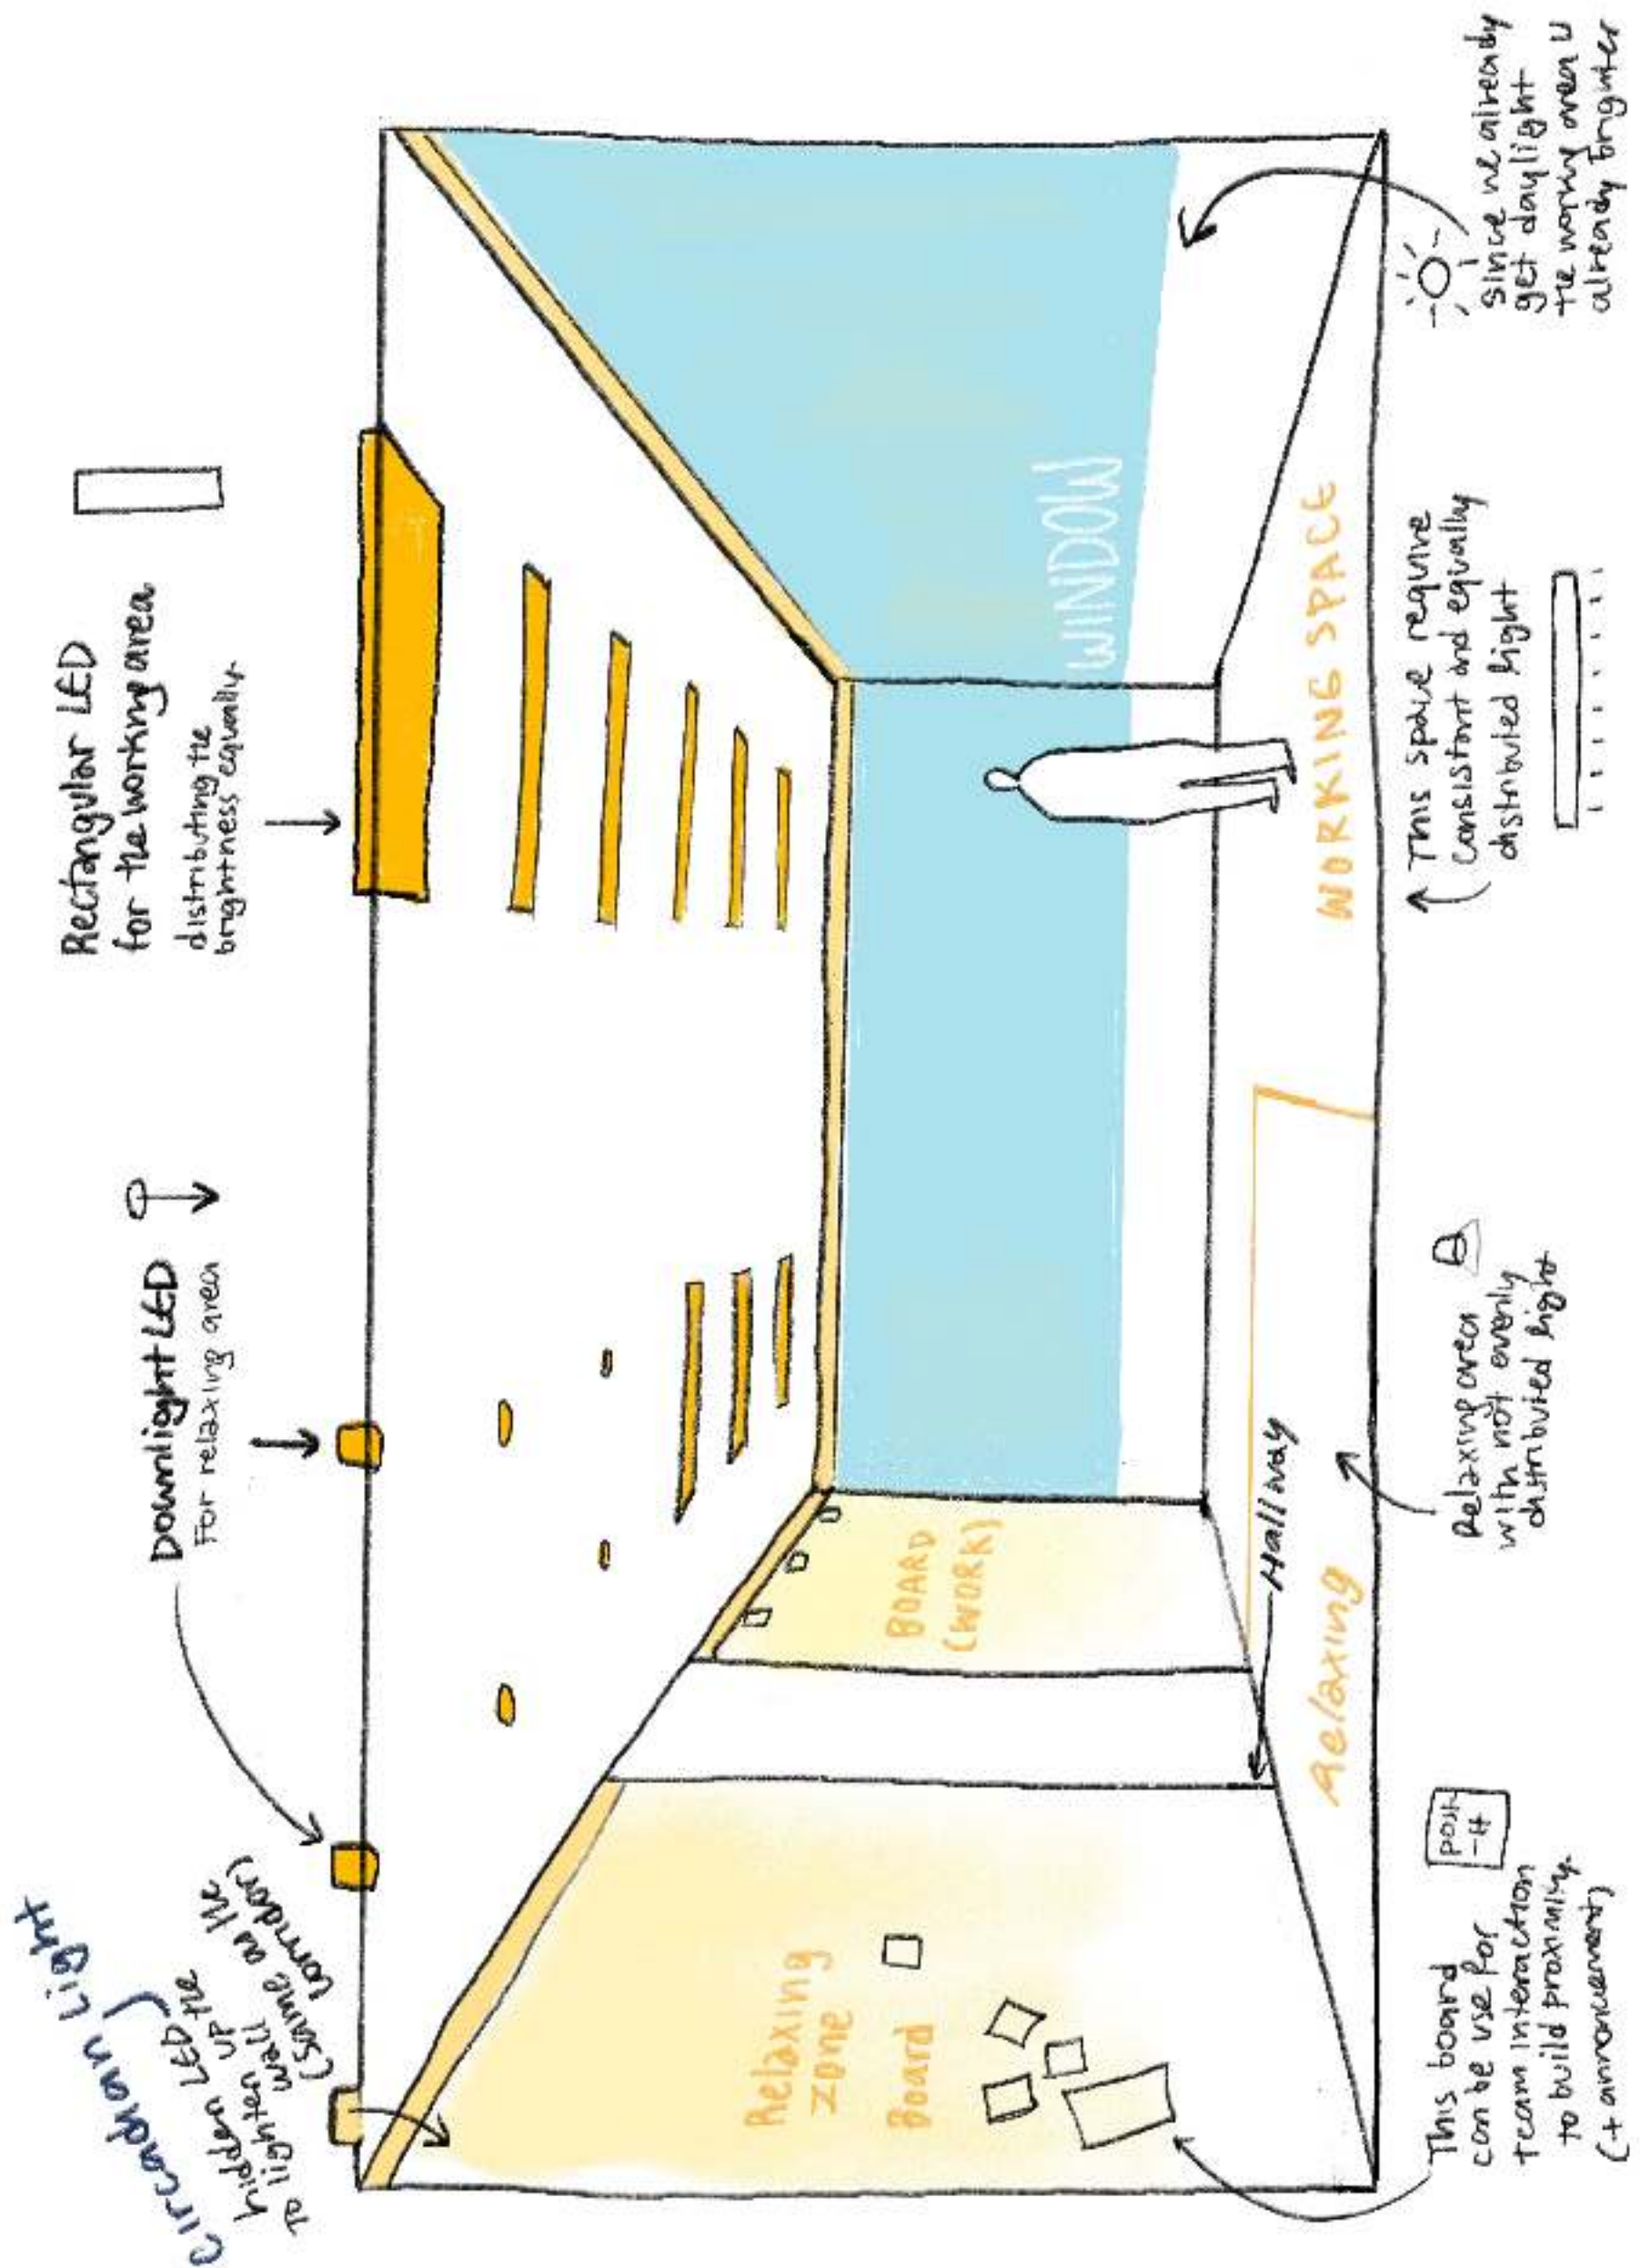 Circadian Light
hidden LED
To lighten up the
wall
(same as the
corridor)
DOWNLIGHT LED
For relaxing area
Rectangular LED
for the working area
distributing the
brightness equally
Relaxing
zone
Board
BOARD
(WORK)
WINDOW
Hallway
Relaxing
WORKING SPACE
This board
can be use for
team interaction
to build proximity.
(+ announcement)
POST
-it
Relaxing area
with not evenly
distributed light
This space require
consistant and equally
distributed light
since we already
get daylight
the working area is
already brighter